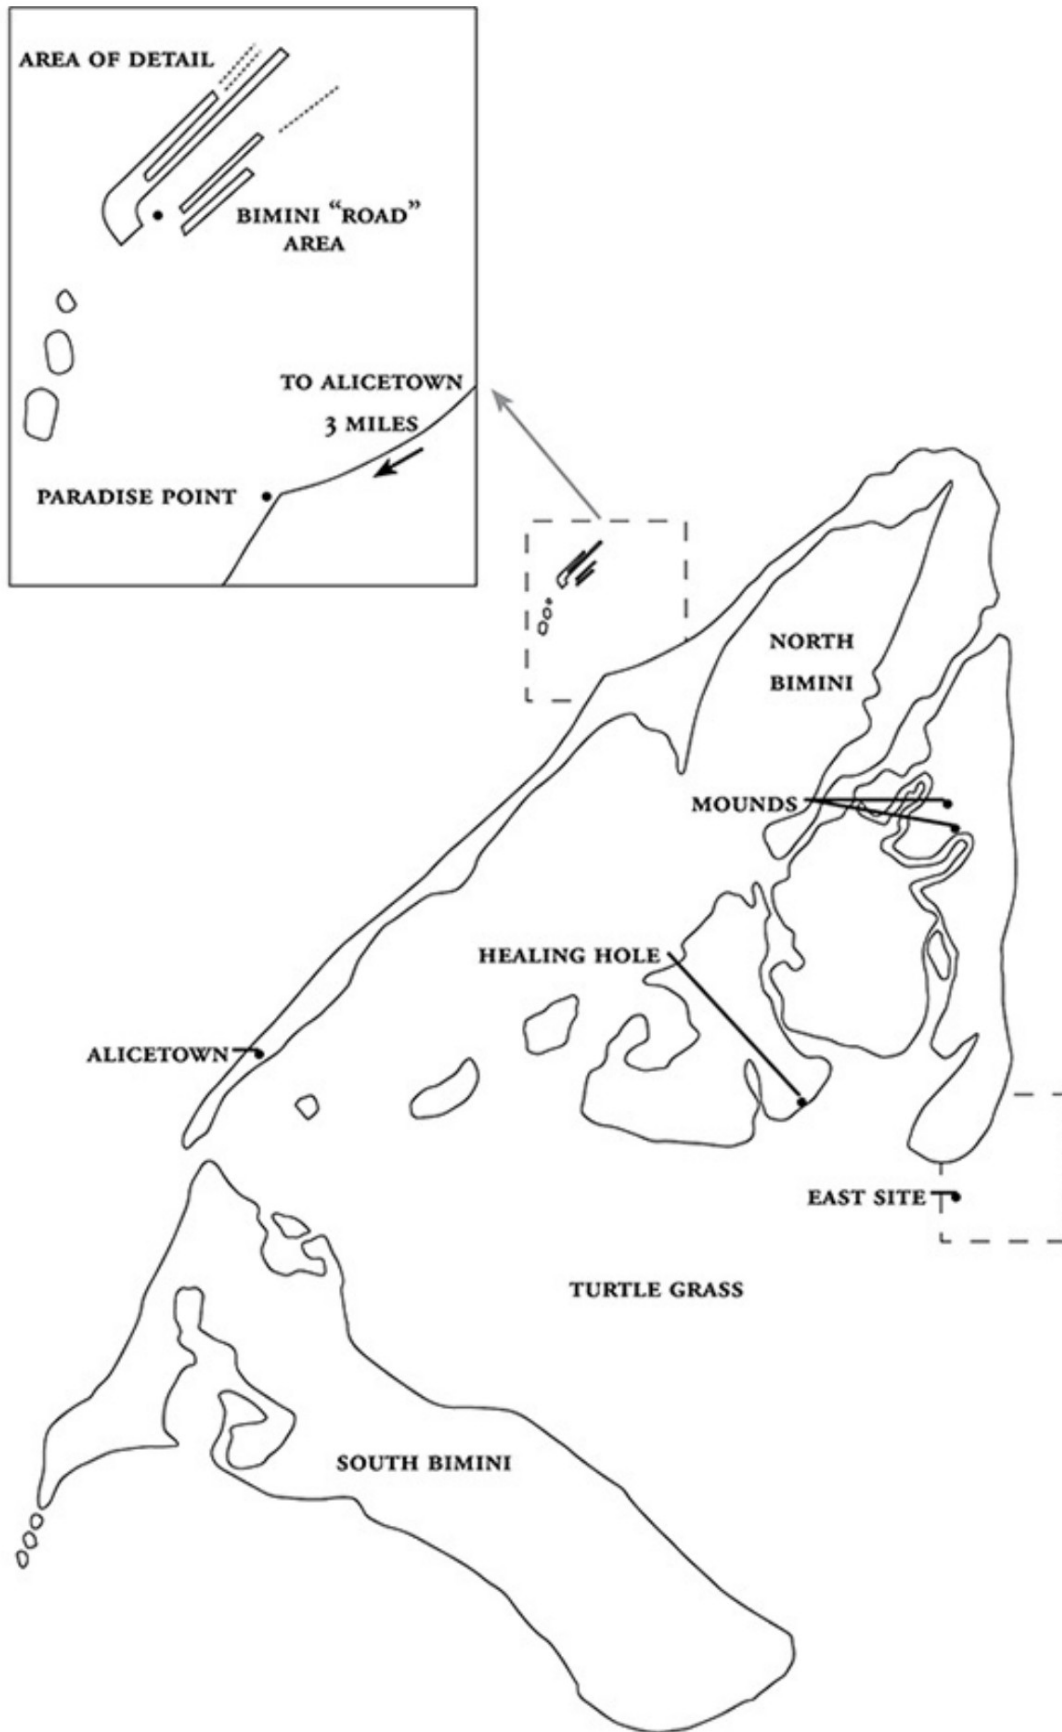 AREA OF DETAIL
BIMINI “ROAD”
AREA
TO ALICETOWN
3 MILES
PARADISE POINT
NORTH
BIMINI
MOUNDS
HEALING HOLE
ALICETOWN
EAST SITE
TURTLE GRASS
SOUTH BIMINI